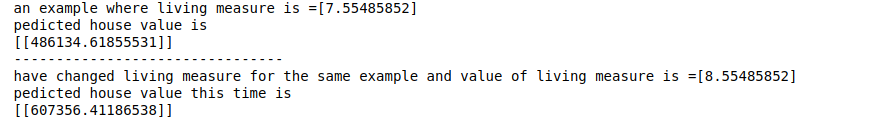 an example where living measure is =[7.55485852]
pedicted house value is
[[486134.61855531]]
--------------------------------
have changed living measure for the same example and value of living measure is =[8.55485852]
pedicted house value this time is
[[607356.41186538]]